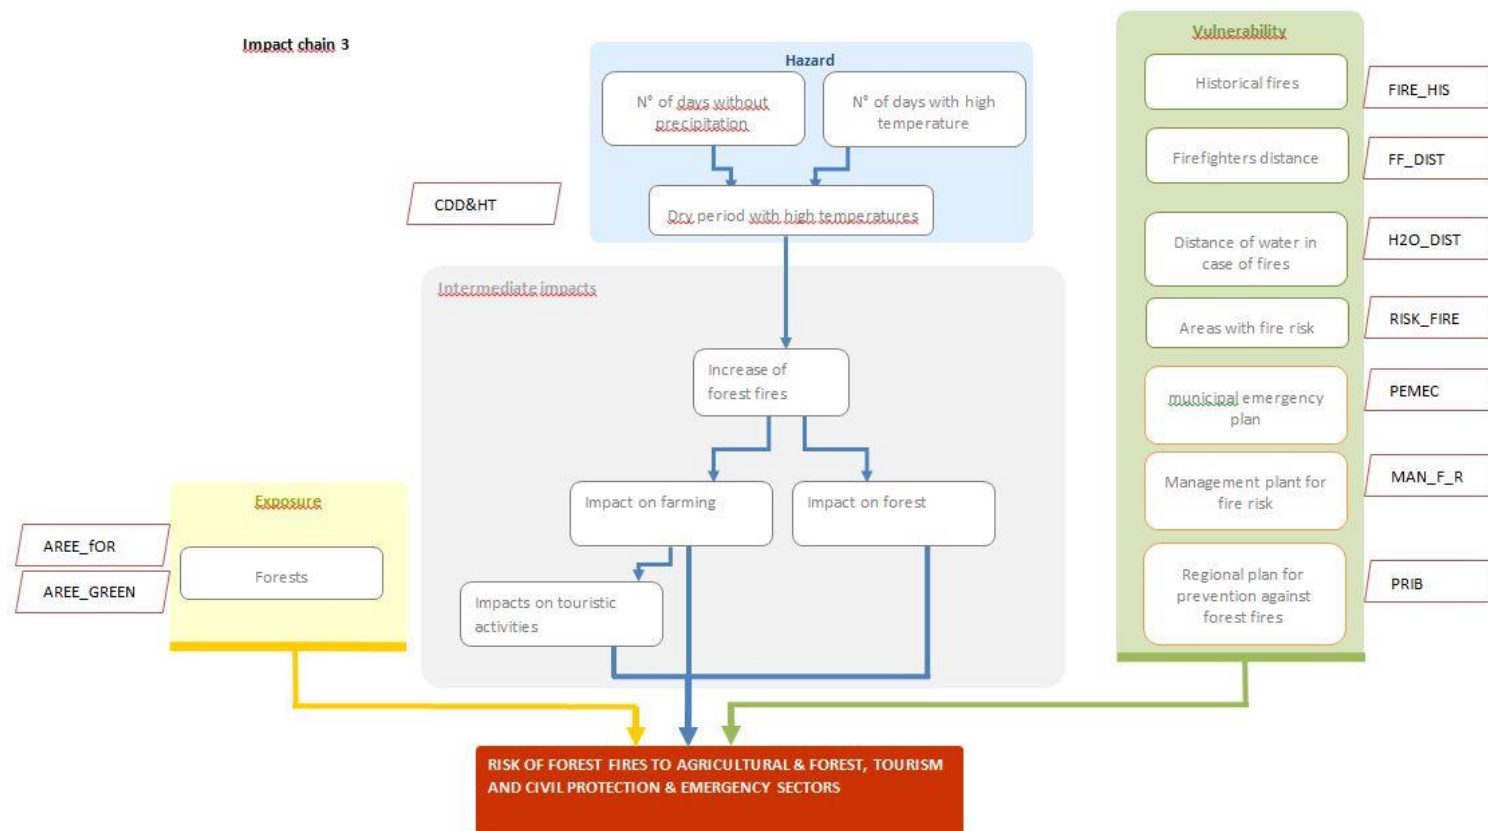 Impact chain 3
Hazard
N° of days without
precipitation
N° of days with high
temperature
CDD&HT
Dry period with high temperatures
Intermediate impacts
Increase of
forest fires
Impact on farming
Impact on forest
Impacts on touristic
activities
Exposure
AREE_fOR
AREE_GREEN
Forests
Vulnerability
Historical fires
FIRE_HIS
Firefighters distance
FF_DIST
Distance of water in
case of fires
H2O_DIST
Areas with fire risk
RISK_FIRE
municipal emergency
plan
PEMEC
Management plant for
fire risk
MAN_F_R
Regional plan for
prevention against
forest fires
PRIB
RISK OF FOREST FIRES TO AGRICULTURAL & FOREST, TOURISM
AND CIVIL PROTECTION & EMERGENCY SECTORS